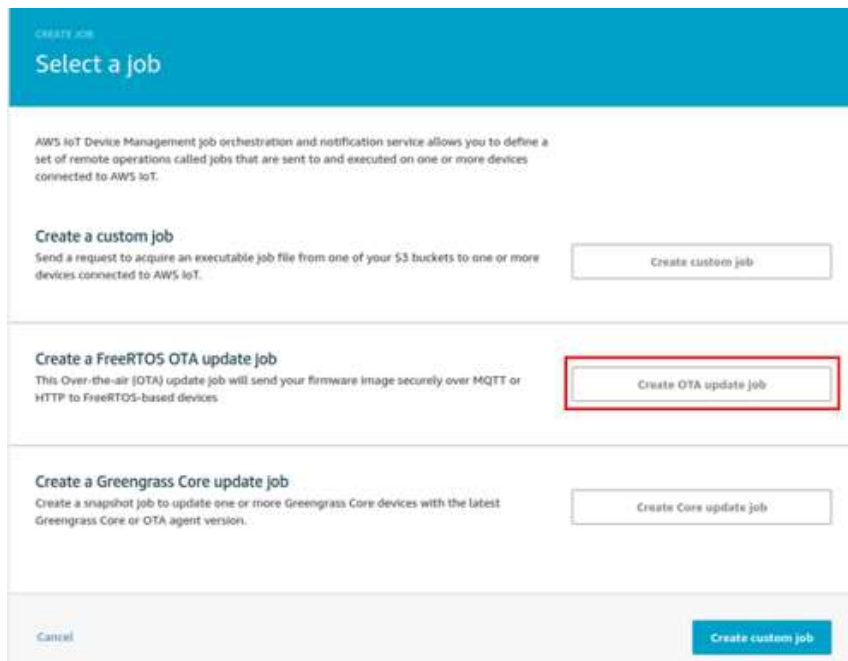 CREATE JOB
Select a job
AWS IoT Device Management job orchestration and notification service allows you to define a
set of remote operations called jobs that are sent to and executed on one or more devices
connected to AWS IoT.
Create a custom job
Send a request to acquire an executable job file from one of your S3 buckets to one or more
devices connected to AWS IoT.
Create custom job
Create a FreeRTOS OTA update job
This Over-the-air (OTA) update job will send your firmware image securely over MQTT or
HTTP to FreeRTOS-based devices
Create OTA update job
Create a Greengrass Core update job
Create a snapshot job to update one or more Greengrass Core devices with the latest
Greengrass Core or OTA agent version.
Create Core update job
Cancel
Create custom job